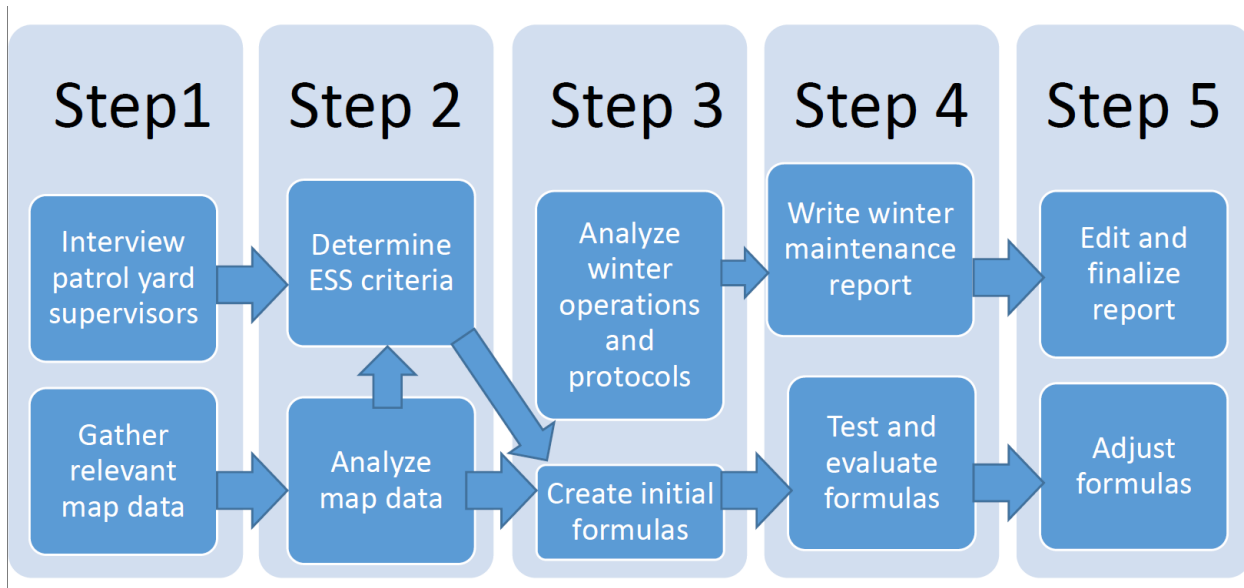 Step1
Interview
patrol yard
supervisors
Gather
relevant
map data
Step 2
Determine
ESS criteria
Analyze
map data
Step 3
Analyze
winter
operations
and
protocols
Create initial
formulas
Step 4
Write winter
maintenance
report
Test and
evaluate
formulas
Step 5
Edit and
finalize
report
Adjust
formulas